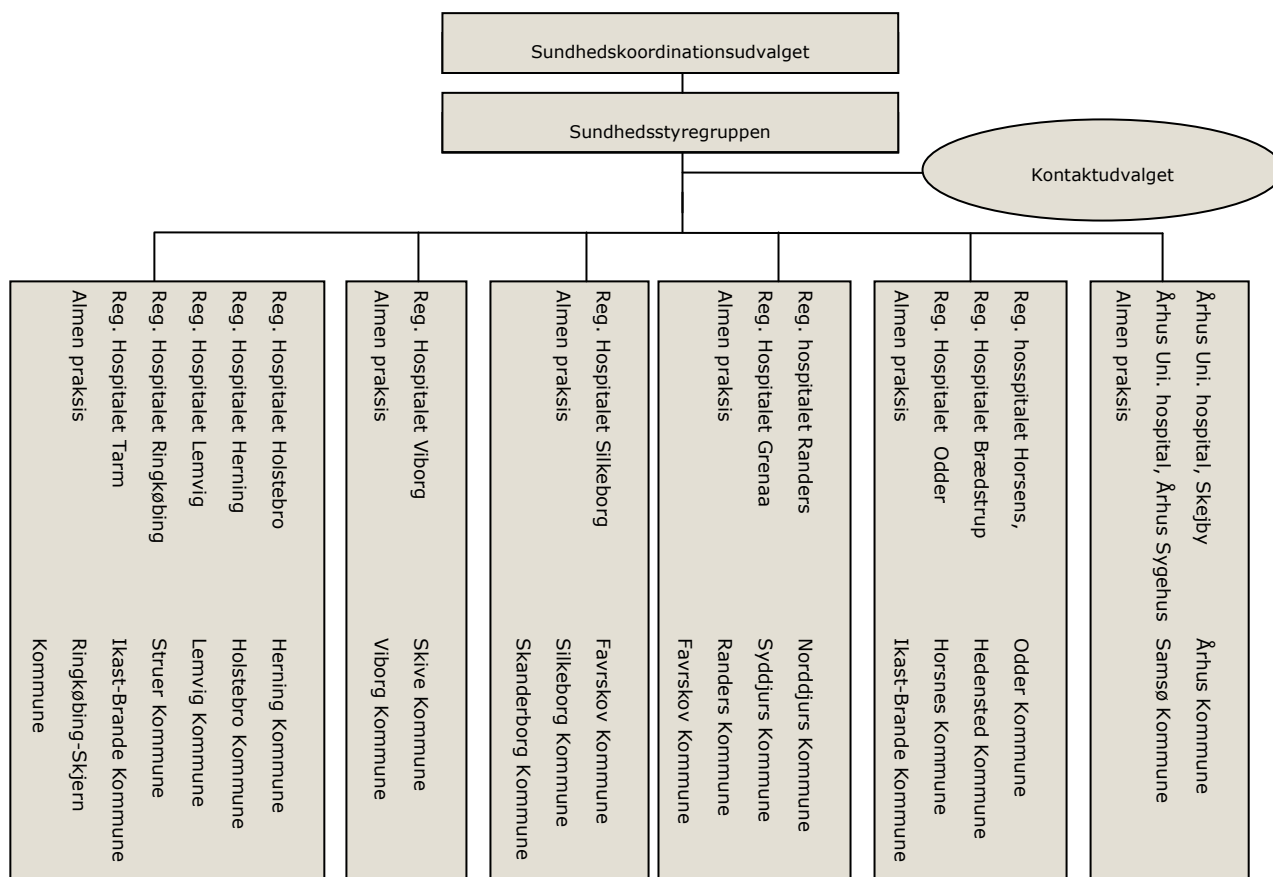 Sundhedskoordinationsudvalget
Sundhedsstyregruppen
Kontaktudvalget
Reg. Hospitalet Holstebro
Reg. Hospitalet Herning
Reg. Hospitalet Lemvig
Reg. Hospitalet Ringkøbing
Reg. Hospitalet Tarm
Almen praksis
Herning Kommune
Holstebro Kommune
Lemvig Kommune
Struer Kommune
Ikast-Brande Kommune
Ringkøbing-Skjern
Kommune
Reg. Hospitalet Viborg
Almen praksis
Skive Kommune
Viborg Kommune
Reg. Hospitalet Silkeborg
Almen praksis
Favrskov Kommune
Silkeborg Kommune
Skanderborg Kommune
Reg. hospitalet Randers
Reg. Hospitalet Grenaa
Almen praksis
Norddjurs Kommune
Syddjurs Kommune
Randers Kommune
Favrskov Kommune
Reg. hosspitalet Horsens,
Reg. Hospitalet Brædstrup
Reg. Hospitalet Odder
Almen praksis
Odder Kommune
Hedensted Kommune
Horsnes Kommune
Ikast-Brande Kommune
Århus Uni. hospital, Skejby
Århus Uni. hospital, Århus Sygehus
Almen praksis
Århus Kommune
Samsø Kommune